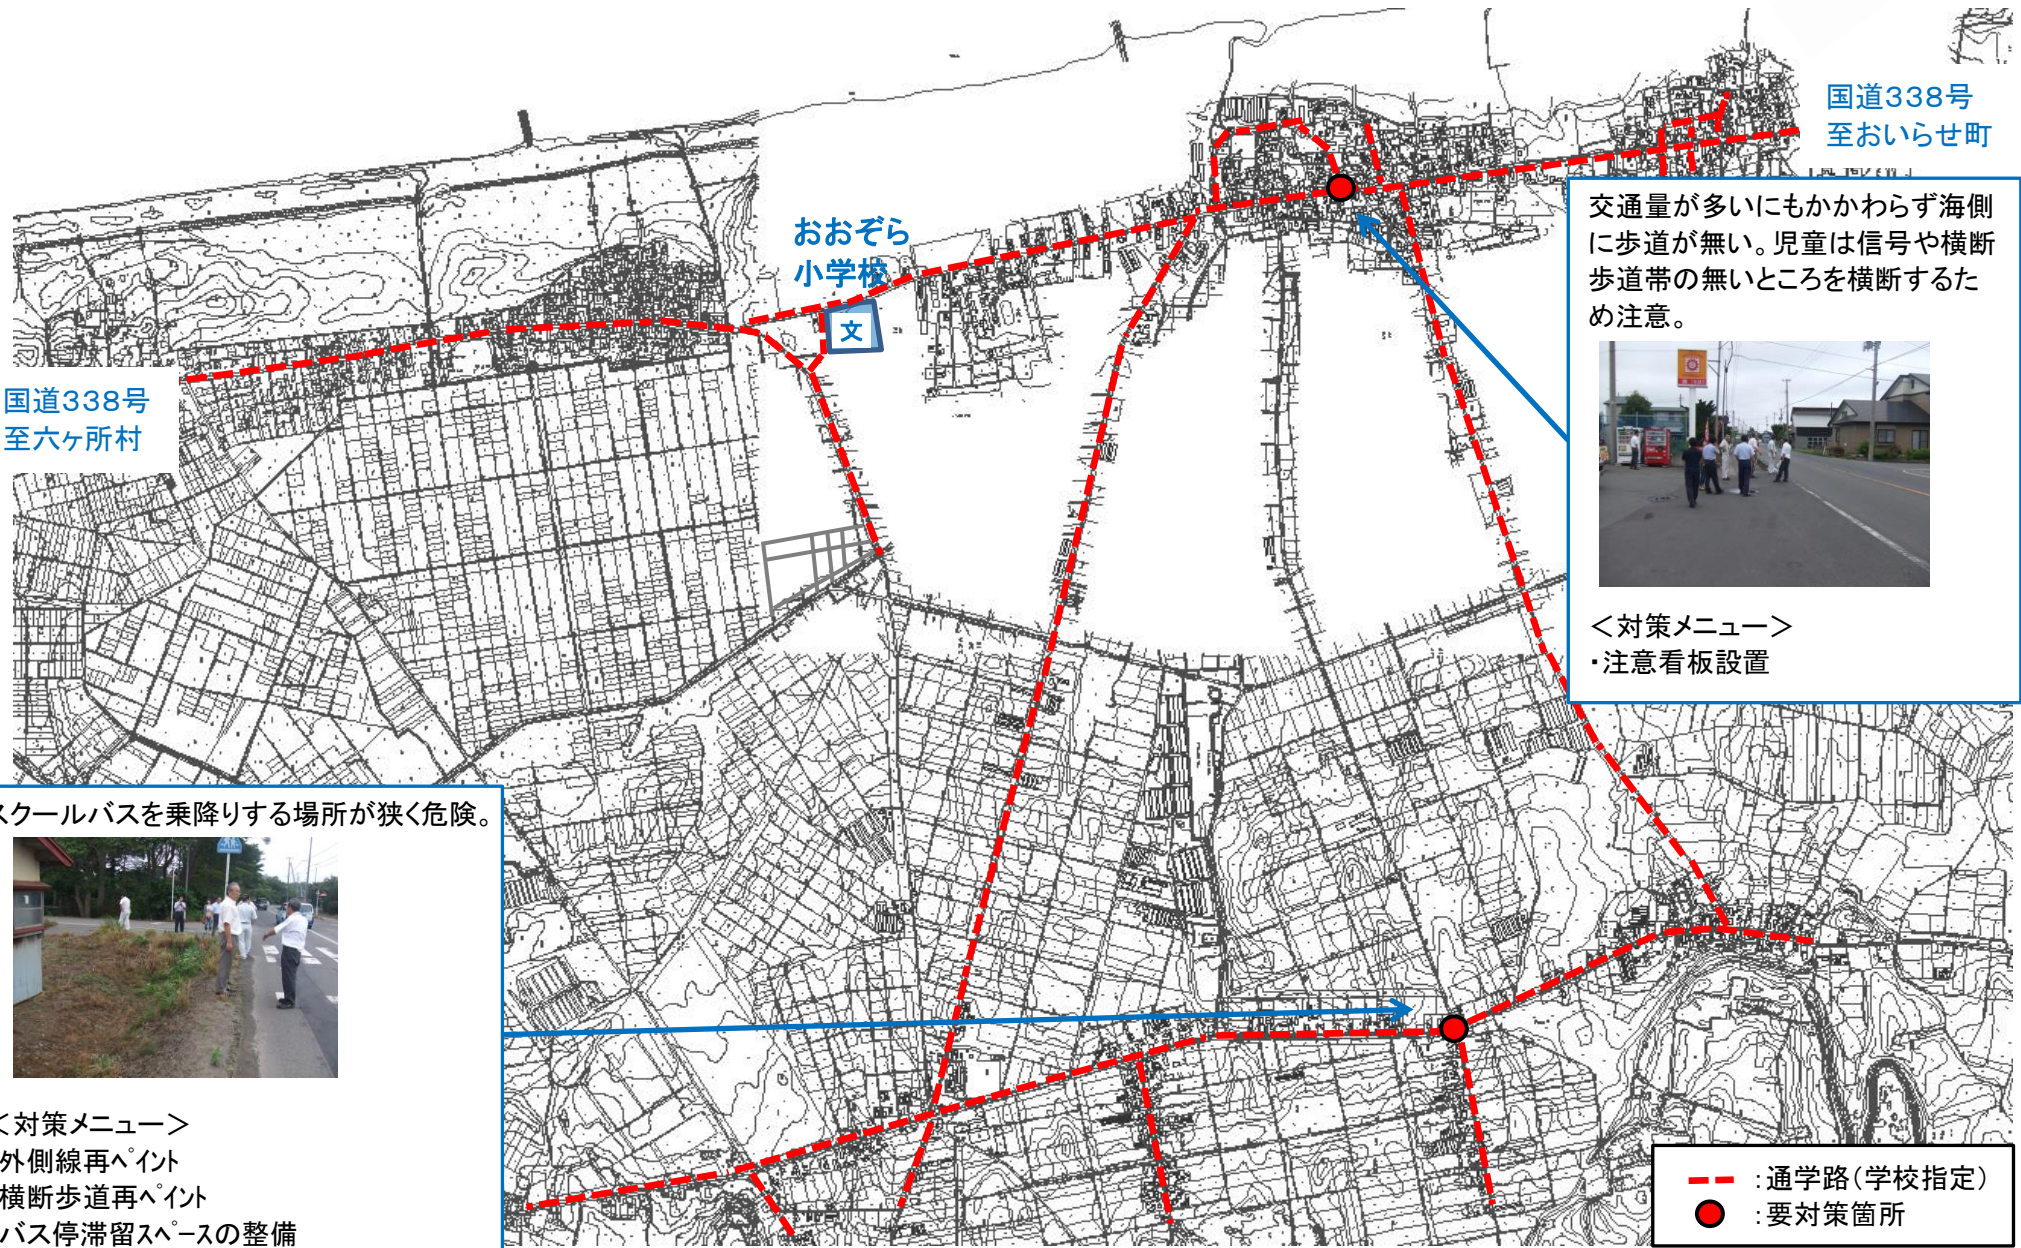 国道338号
至おいらせ町
おおぞら
小学校
文
交通量が多いにもかかわらず海側
に歩道が無い。児童は信号や横断
歩道帯の無いところを横断するた
め注意。
<対策メニュー>
・注意看板設置
国道338号
至六ヶ所村
スクールバスを乗降りする場所が狭く危険。
<対策メニュー>
外側線再ペイント
横断歩道再ペイント
バス停滞留スペースの整備
:通学路(学校指定)
:要対策箇所